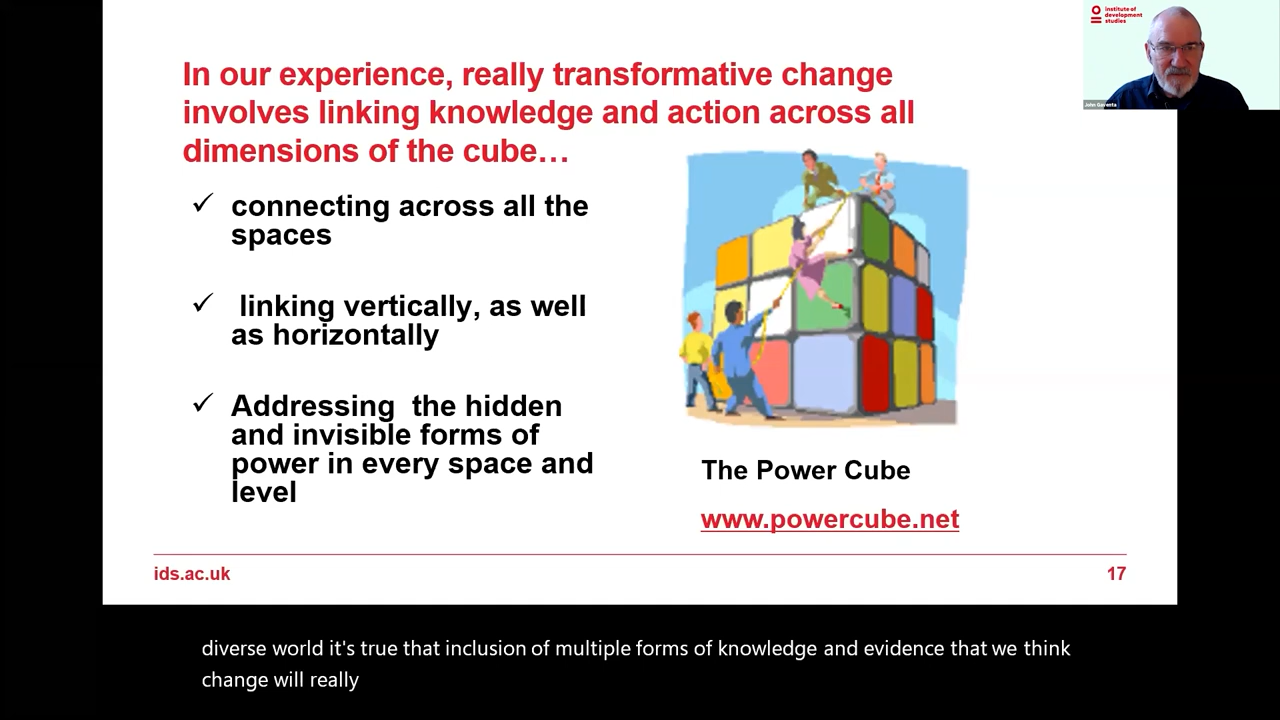 institute of
development
studies
John Gaventa
In our experience, really transformative change
involves linking knowledge and action across all
dimensions of the cube…
✓ connecting across all the
spaces
✓ linking vertically, as well
as horizontally
✓ Addressing the hidden
and invisible forms of
power in every space and
level
The Power Cube
www.powercube.net
ids.ac.uk
17
diverse world it's true that inclusion of multiple forms of knowledge and evidence that we think
change will really